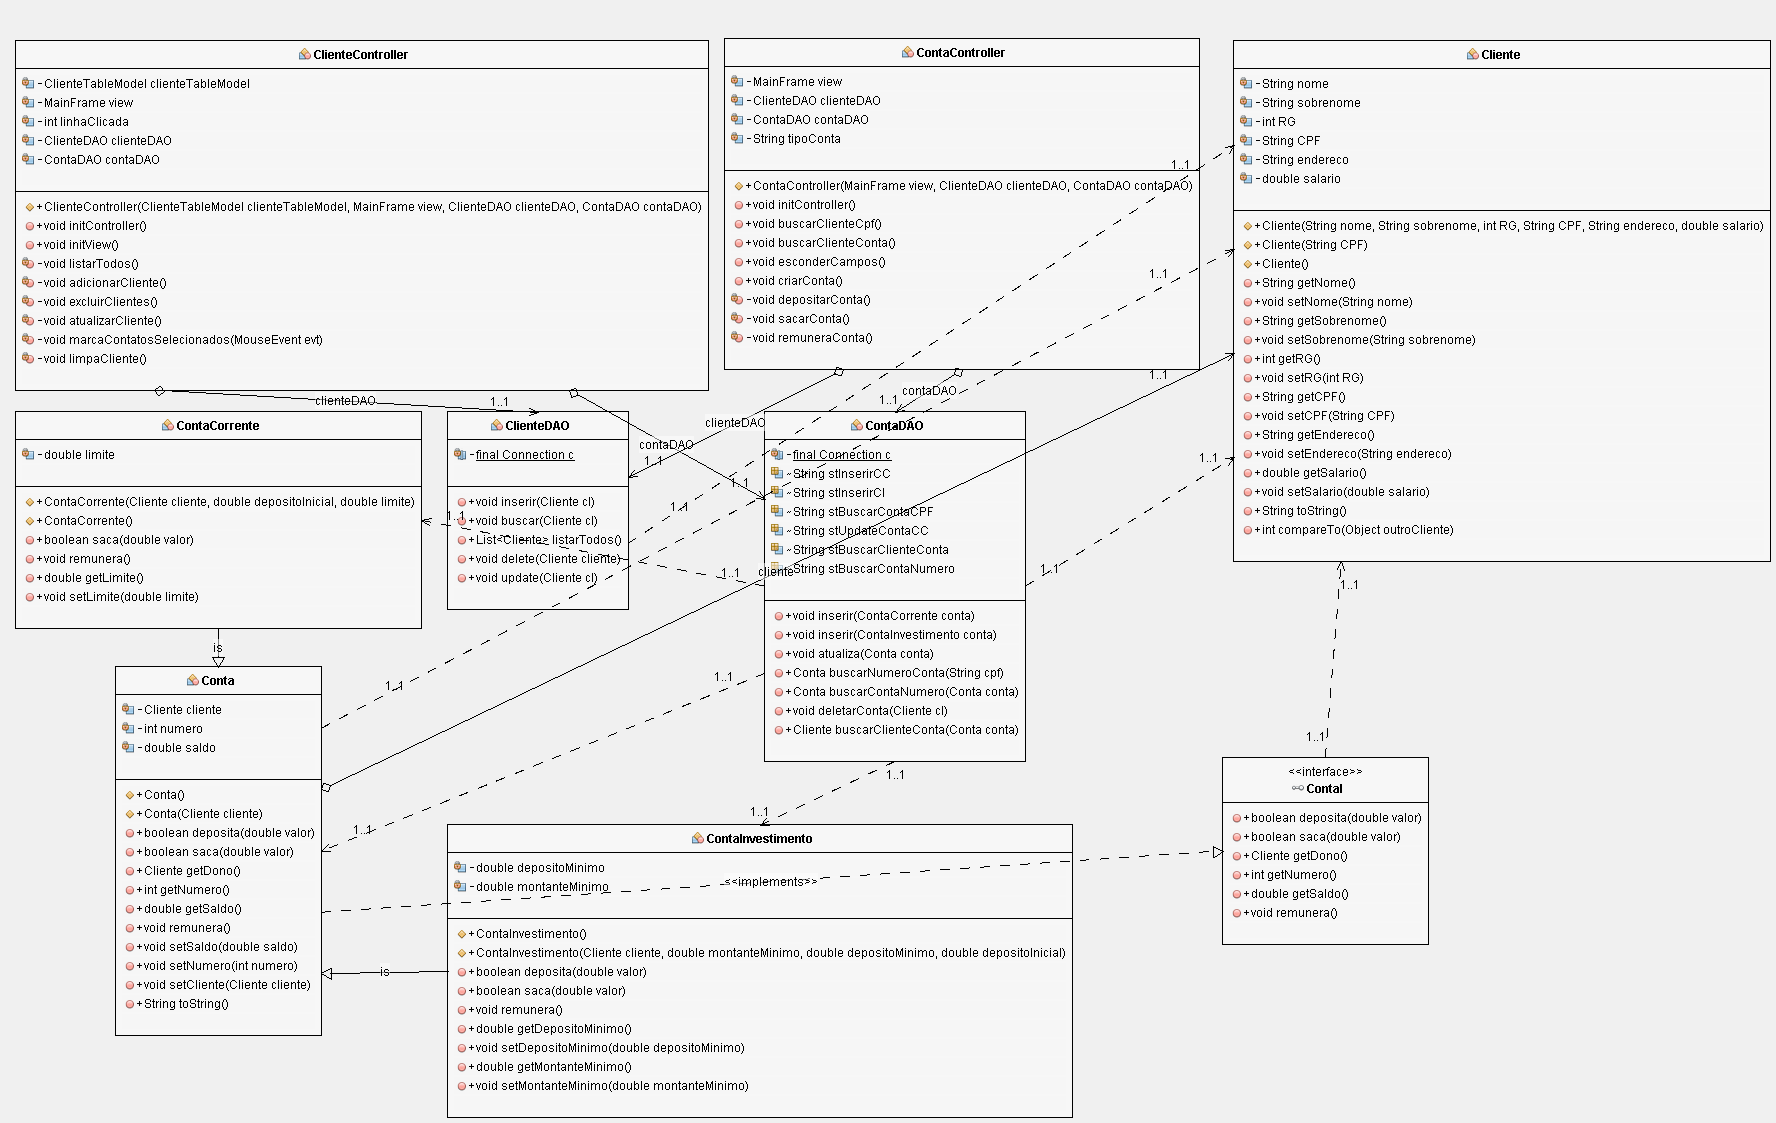 ClienteController
- ClienteTableModel clienteTableModel
- MainFrame view
- int linhaClicada
- ClienteDAO clienteDAO
- ContaDAO contaDAO
+ ClienteController(ClienteTableModel clienteTableModel, MainFrame view, ClienteDAO clienteDAO, ContaDAO contaDAO)
+void initController()
+void initView()
-void listarTodos()
-void adicionarCliente()
-void excluirClientes()
-void atualizarCliente()
-void marcaContatosSelecionados(MouseEvent evt)
-void limpaCliente()
ContaController
- MainFrame view
- ClienteDAO clienteDAO
- ContaDAO contaDAO
- String tipoConta
+ContaController(MainFrame view, ClienteDAO clienteDAO, ContaDAO contaDAO)
+void initController()
+void buscarClienteCpf()
+void buscarClienteConta()
+void esconderCampos()
+void criarConta()
-void depositarConta()
-void sacarConta()
-void remuneraConta()
Cliente
- String nome
- String sobrenome
- int RG
- String CPF
- String endereco
- double salario
+Cliente(String nome, String sobrenome, int RG, String CPF, String endereco, double salario)
+Cliente(String CPF)
+Cliente()
+String getNome()
+void setNome(String nome)
+String getSobrenome()
+void setSobrenome(String sobrenome)
+int getRG()
+void setRG(int RG)
+String getCPF()
+void setCPF(String CPF)
+String getEndereco()
+void setEndereco(String endereco)
+double getSalario()
+void setSalario(double salario)
+String toString()
+int compareTo(Object outroCliente)
1..1
1..1
1..1
1..1
clienteDAO
1..1
contaDAO
1..1
clienteDAO
1..1
contaDAO
1..1
ContaCorrente
- double limite
+ContaCorrente(Cliente cliente, double depositoInicial, double limite)
+ContaCorrente()
+boolean saca(double valor)
+void remunera()
+double getLimite()
+void setLimite(double limite)
ClienteDAO
-final Connection c
+void inserir(Cliente cl)
+void buscar(Cliente cl)
+List<Cliente> listarTodos()
+void delete(Cliente cliente)
+void update(Cliente cl)
ContaDAO
-final Connection c
~String stInserirCC
~String stInserirCI
~String stBuscarContaCPF
~String stUpdateContaCC
~String stBuscarClienteConta
~String stBuscarContaNumero
+void inserir(ContaCorrente conta)
+void inserir(ContaInvestimento conta)
+void atualiza(Conta conta)
+Conta buscarNumeroConta(String cpf)
+Conta buscarContaNumero(Conta conta)
+void deletarConta(Cliente cl)
+Cliente buscarClienteConta(Conta conta)
1..1
1..1
1..1
cliente
1..1
is
1..1
1..1
1..1
1..1
1..1
1..1
1..1
Conta
- Cliente cliente
-int numero
-double saldo
+Conta()
+Conta(Cliente cliente)
+boolean deposita(double valor)
+boolean saca(double valor)
+Cliente getDono()
+int getNumero()
+double getSaldo()
+void remunera()
+void setSaldo(double saldo)
+void setNumero(int numero)
+void setCliente(Cliente cliente)
+String toString()
is
<<implements>>
ContaInvestimento
- double depositoMinimo
- double montanteMinimo
+ContaInvestimento()
+ContaInvestimento(Cliente cliente, double montanteMinimo, double depositoMinimo, double depositoInicial)
+boolean deposita(double valor)
+boolean saca(double valor)
+void remunera()
+double getDepositoMinimo()
+void setDepositoMinimo(double depositoMinimo)
+double getMontanteMinimo()
+void setMontanteMinimo(double montanteMinimo)
<<interface>>
ContaI
+boolean deposita(double valor)
+boolean saca(double valor)
+Cliente getDono()
+int getNumero()
+double getSaldo()
+void remunera()